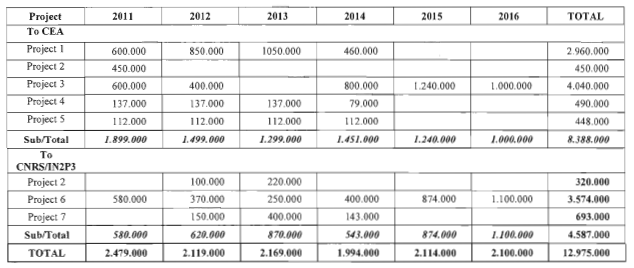 Project 2011 2012 2013 2014 2015 2016 TOTAL
To CEA
Project 1 600.000 850.000 1050.000 460.000 2.960.000
Project 2 450.000 450.000
Project 3 600.000 400.000 800.000 1.240.000 1.000.000 4.040.000
Project 4 137.000 137.000 137.000 79.000 490.000
Project 5 112.000 112.000 112.000 112.000 448.000
Sub/Total 1.899.000 1.499.000 1.299.000 1.451.000 1.240.000 1.000.000 8.388.000
To
CNRS/IN2P3
Project 2 100.000 220.000 320.000
Project 6 580.000 370.000 250.000 400.000 874.000 1.100.000 3.574.000
Project 7 150.000 400.000 143.000 693.000
Sub/Total 580.000 620.000 870.000 543.000 874.000 1.100.000 4.587.000
TOTAL 2.479.000 2.119.000 2.169.000 1.994.000 2.114.000 2.100.000 12.975.000